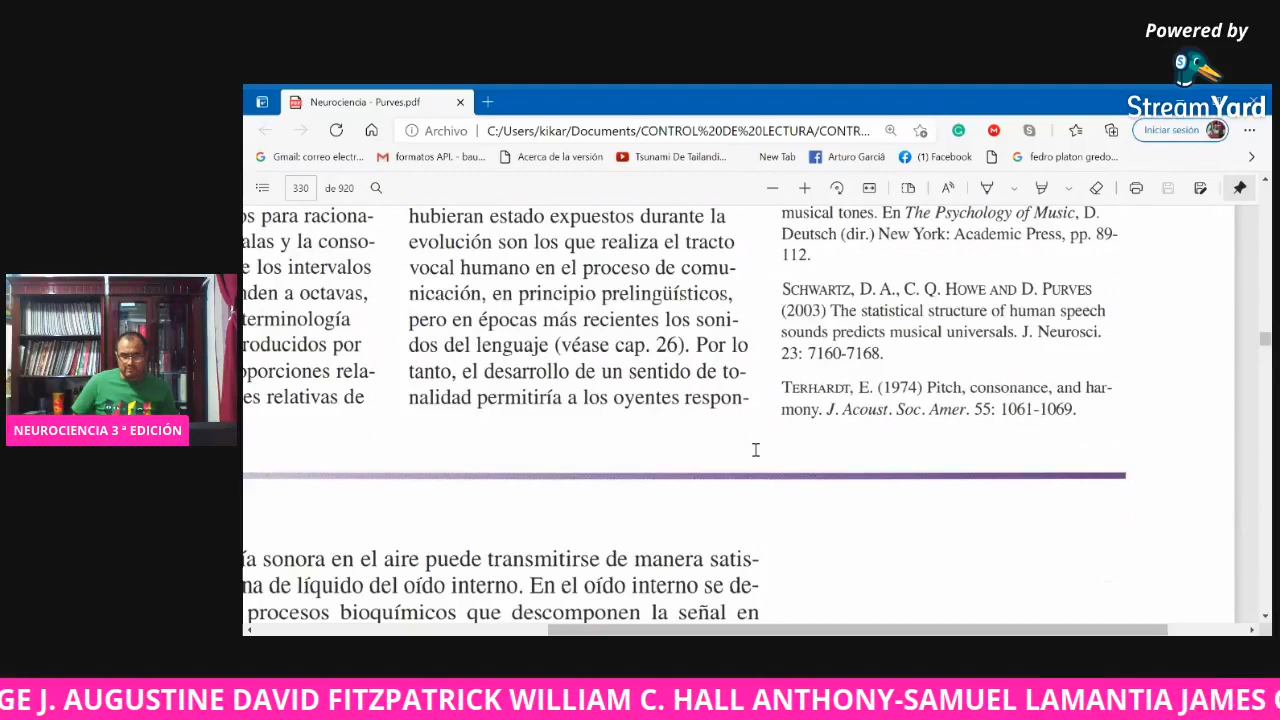 Powered by
StreamYard
Neurociencia - Purves.pdf
Archivo
C:/Users/kikar/Documents/CONTROL%20DE%20LECTURA/CONTR...
Iniciar sesión
Gmail: correo electr...
formatos API. - bau...
Acerca de la versión
Tsunami De Tailandi...
New Tab
Arturo Garciâ
(1) Facebook
fedro platon gredo...
330
de 920
os para raciona-
alas y la conso-
e los intervalos
nden a octavas,
terminología
roducidos por
oporciones rela-
es relativas de
hubieran estado expuestos durante la
evolución son los que realiza el tracto
vocal humano en el proceso de comu-
nicación, en principio prelingüísticos,
pero en épocas más recientes los soni-
dos del lenguaje (véase cap. 26). Por lo
tanto, el desarrollo de un sentido de to-
nalidad permitiría a los oyentes respon-
musical tones. En The Psychology of Music, D.
Deutsch (dir.) New York: Academic Press, pp. 89-
112.
SCHWARTZ, D. A., C. Q. HOWE AND D. PURVES
(2003) The statistical structure of human speech
sounds predicts musical universals. J. Neurosci.
23: 7160-7168.
TERHARDT, E. (1974) Pitch, consonance, and har-
mony. J. Acoust. Soc. Amer. 55: 1061-1069.
ía sonora en el aire puede transmitirse de manera satis-
na de líquido del oído interno. En el oído interno se de-
procesos bioquímicos que descomponen la señal en
NEUROCIENCIA 3 ª EDICIÓN
GE J. AUGUSTINE DAVID FITZPATRICK WILLIAM C. HALL ANTHONY-SAMUEL LAMANTIA JAMES